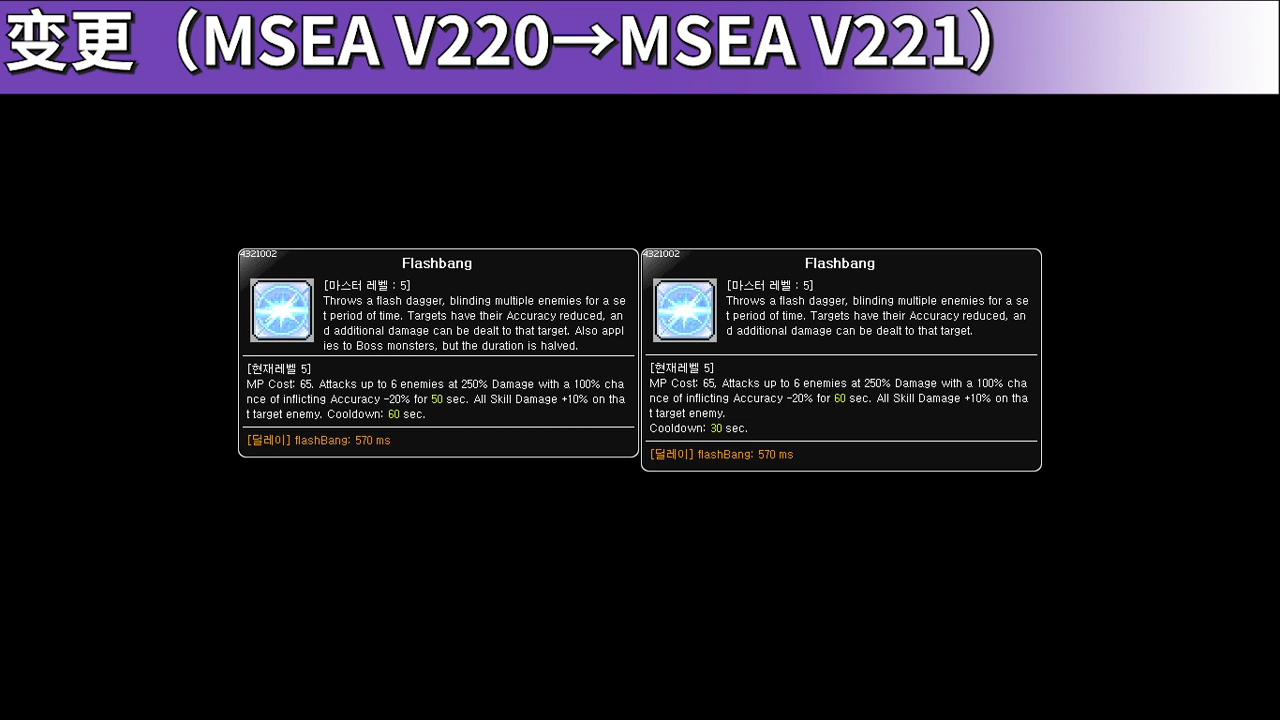 变更（MSEA V220→MSEA V221）
4321002
Flashbang
[마스터 레벨 : 5]
Throws a flash dagger, blinding multiple enemies for a se
t period of time. Targets have their Accuracy reduced, an
d additional damage can be dealt to that target. Also appl
ies to Boss monsters, but the duration is halved.
[현재레벨 5]
MP Cost: 65. Attacks up to 6 enemies at 250% Damage with a 100% cha
nce of inflicting Accuracy -20% for 50 sec. All Skill Damage +10% on tha
t target enemy. Cooldown: 60 sec.
[딜레이] flashBang: 570 ms
4321002
Flashbang
[마스터 레벨 : 5]
Throws a flash dagger, blinding multiple enemies for a se
t period of time. Targets have their Accuracy reduced, an
d additional damage can be dealt to that target.
[현재레벨 5]
MP Cost: 65, Attacks up to 6 enemies at 250% Damage with a 100% cha
nce of inflicting Accuracy -20% for 60 sec. All Skill Damage +10% on tha
t target enemy.
Cooldown: 30 sec.
[딜레이] flashBang: 570 ms